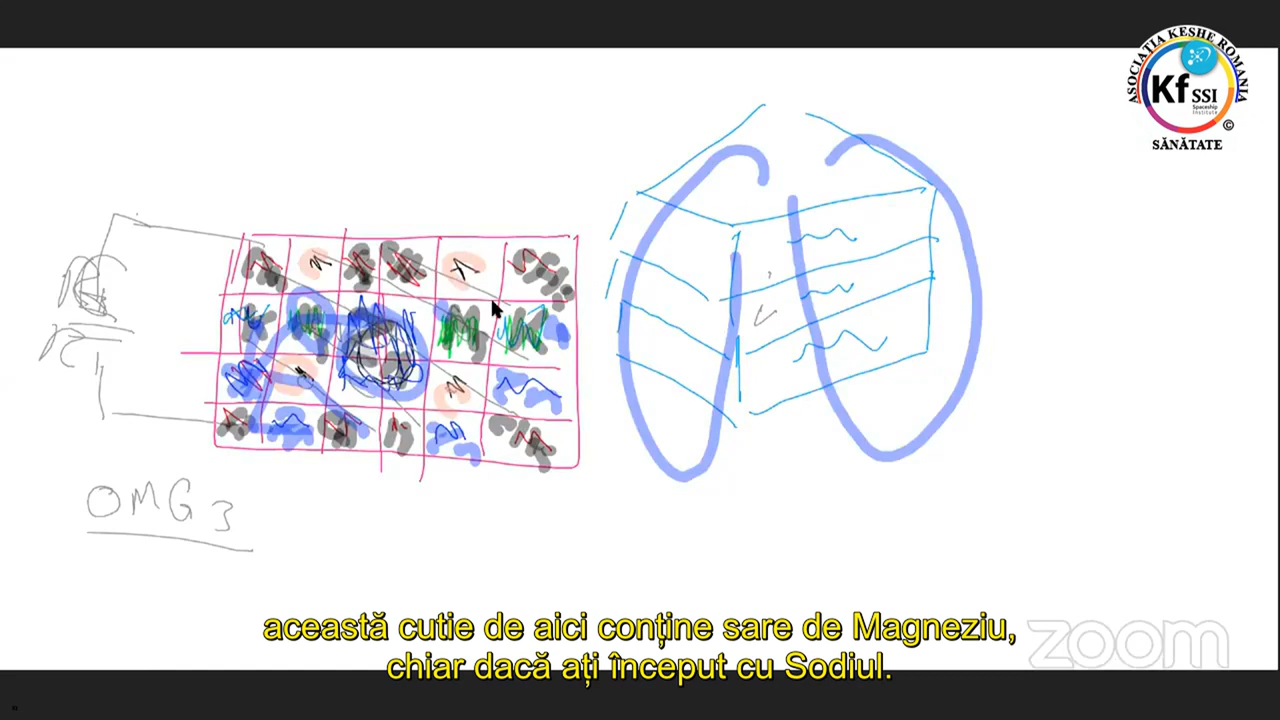 ASOCIAȚIA KESHE ROMANIA
Kf SSI
Spaceship
Institute
©
SĂNĂTATE
OMG 3
această cutie de aici conține sare de Magneziu,
chiar dacă ați început cu Sodiul.
zoom